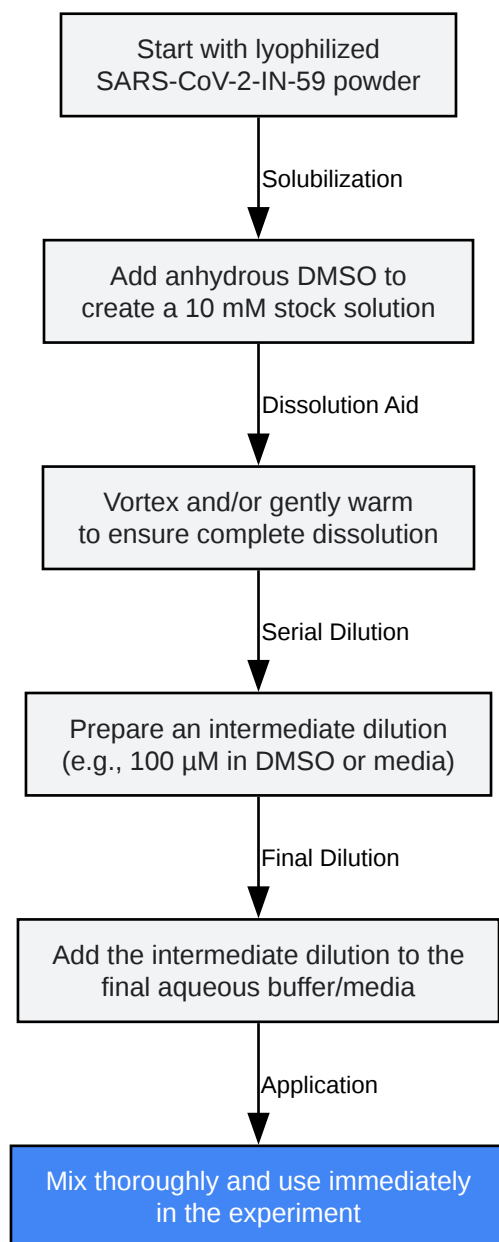 Start with lyophilized
SARS-CoV-2-IN-59 powder
Solubilization
Add anhydrous DMSO to
create a 10 mM stock solution
Dissolution Aid
Vortex and/or gently warm
to ensure complete dissolution
Serial Dilution
Prepare an intermediate dilution
(e.g., 100 µM in DMSO or media)
Final Dilution
Add the intermediate dilution to the
final aqueous buffer/media
Application
Mix thoroughly and use immediately
in the experiment